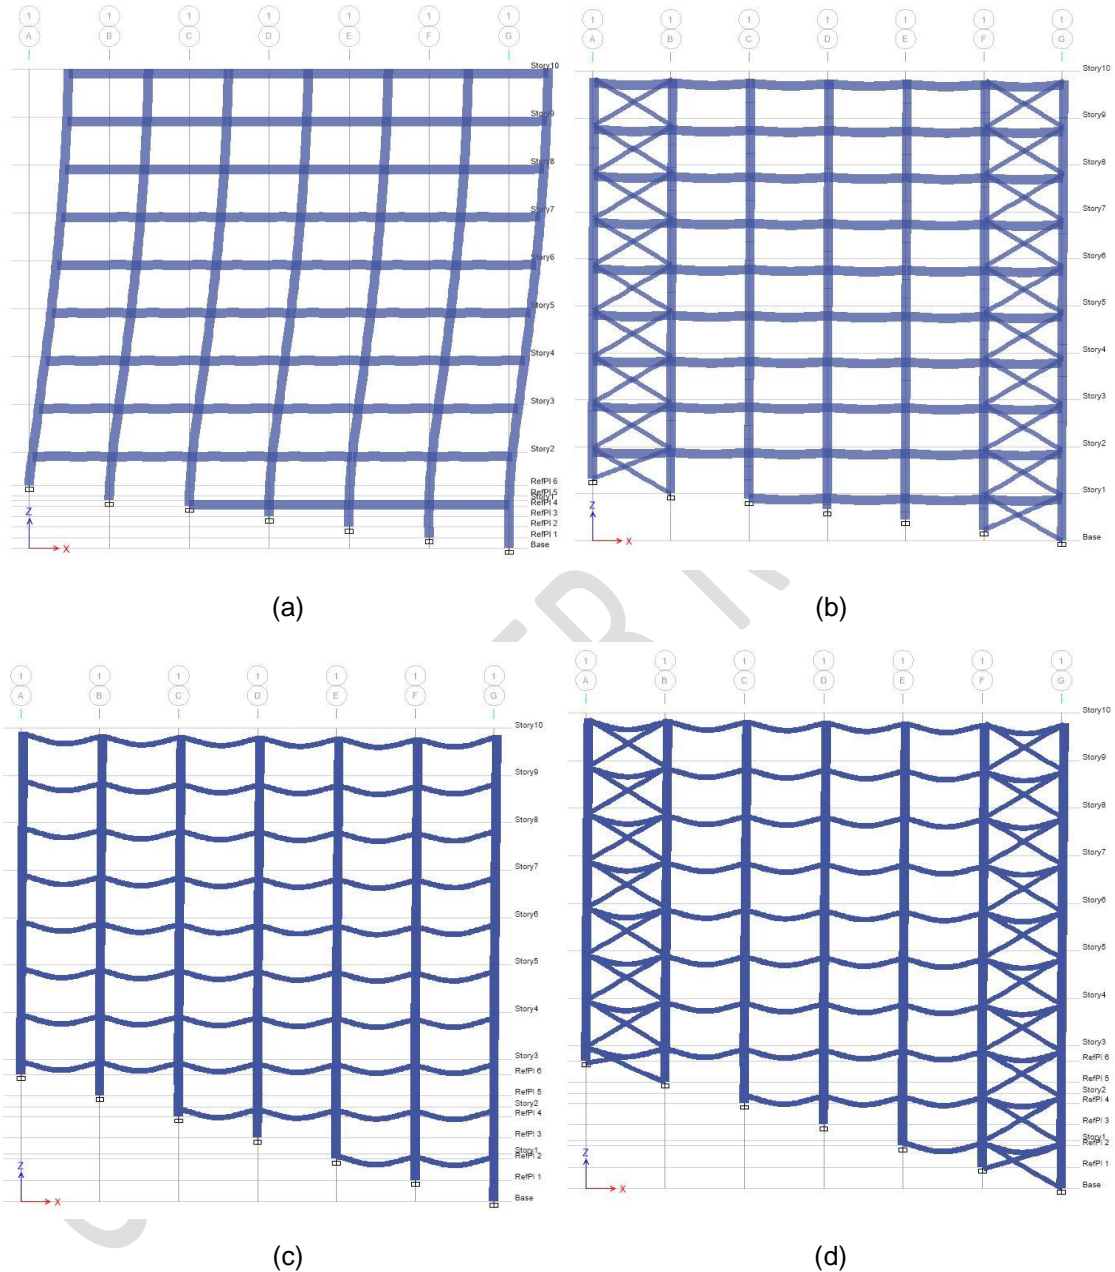 1 1 1 1 1 1 1
A B C D E F G
Story10
Story9
Story8
Story7
Story6
Story5
Story4
Story3
Story2
RefPl 6
RefPl 5
Story1
RefPl 4
RefPl 3
RefPl 2
RefPl 1
Base
Z
X
(a)
1 1 1 1 1 1 1
A B C D E F G
Story10
Story9
Story8
Story7
Story6
Story5
Story4
Story3
Story2
Story1
Base
Z
X
(b)
1 1 1 1 1 1 1
A B C D E F G
Story10
Story9
Story8
Story7
Story6
Story5
Story4
Story3
RefPl 6
RefPl 5
Story2
RefPl 4
RefPl 3
Story1
RefPl 2
RefPl 1
Base
Z
X
(c)
1 1 1 1 1 1 1
A B C D E F G
Story10
Story9
Story8
Story7
Story6
Story5
Story4
Story3
RefPl 6
RefPl 5
Story2
RefPl 4
RefPl 3
Story1
RefPl 2
RefPl 1
Base
Z
X
(d)